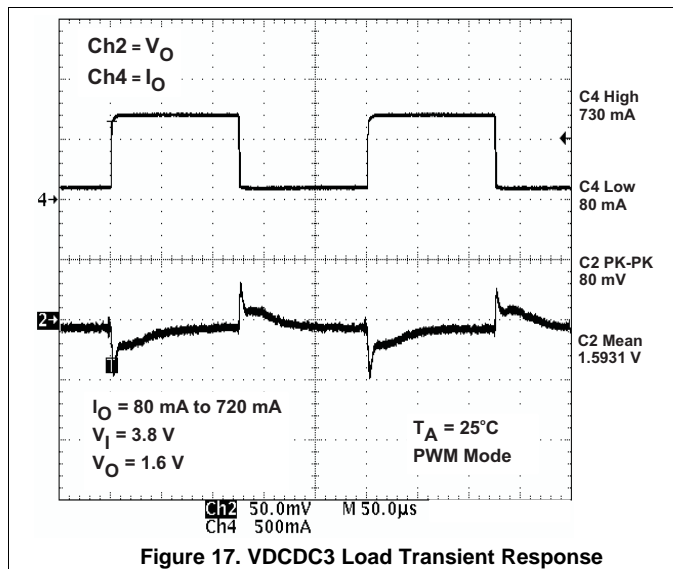 Ch2 = VO
Ch4 = IO
C4 High
730 mA
4
C4 Low
80 mA
C2 PK-PK
80 mV
2
C2 Mean
1.5931 V
T
IO = 80 mA to 720 mA
VI = 3.8 V
VO = 1.6 V
TA = 25°C
PWM Mode
Ch2 50.0mV M 50.0µs
Ch4 500mA
Figure 17. VDCDC3 Load Transient Response